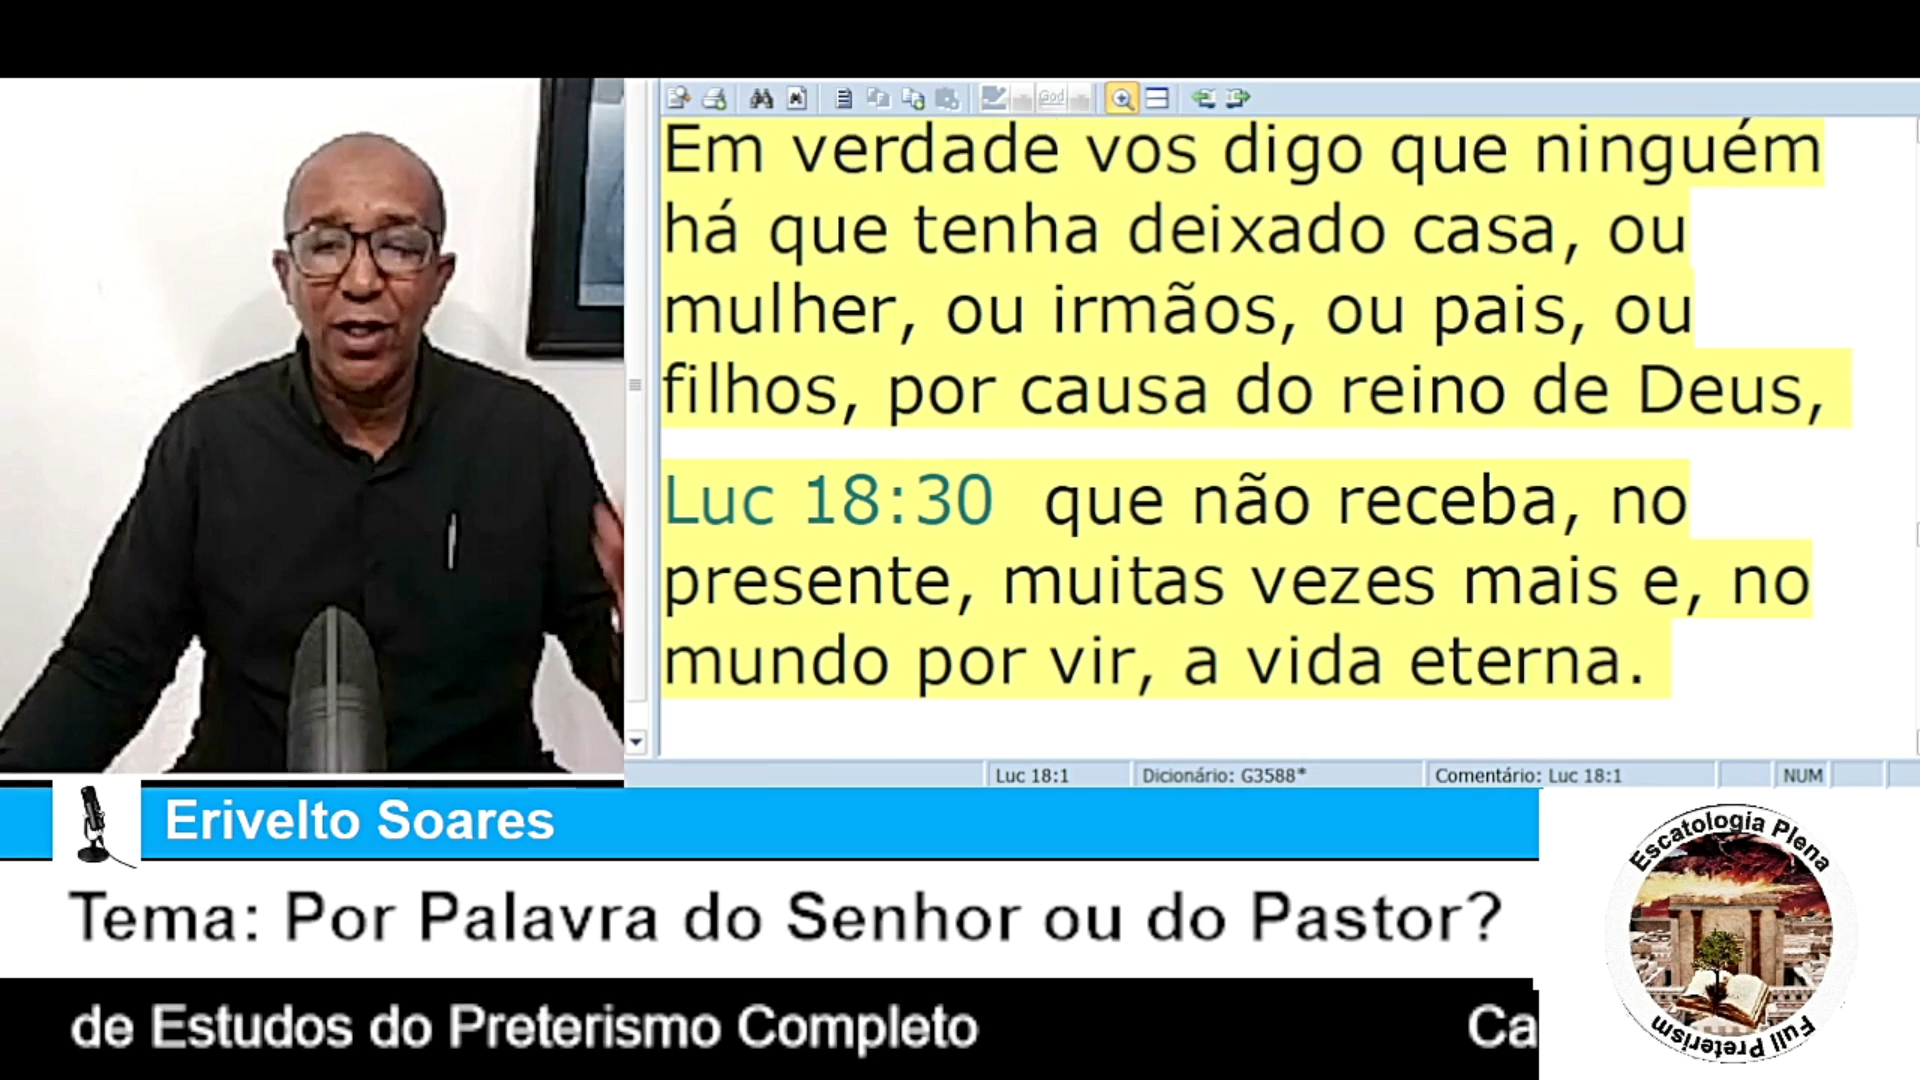 God
Em verdade vos digo que ninguém
há que tenha deixado casa, ou
mulher, ou irmãos, ou pais, ou
filhos, por causa do reino de Deus,
Luc 18:30 que não receba, no
presente, muitas vezes mais e, no
mundo por vir, a vida eterna.
Luc 18:1
Dicionário: G3588*
Comentário: Luc 18:1
NUM
Erivelto Soares
Tema: Por Palavra do Senhor ou do Pastor?
de Estudos do Preterismo Completo
Ca
Escatologia Plena
Full Preterism